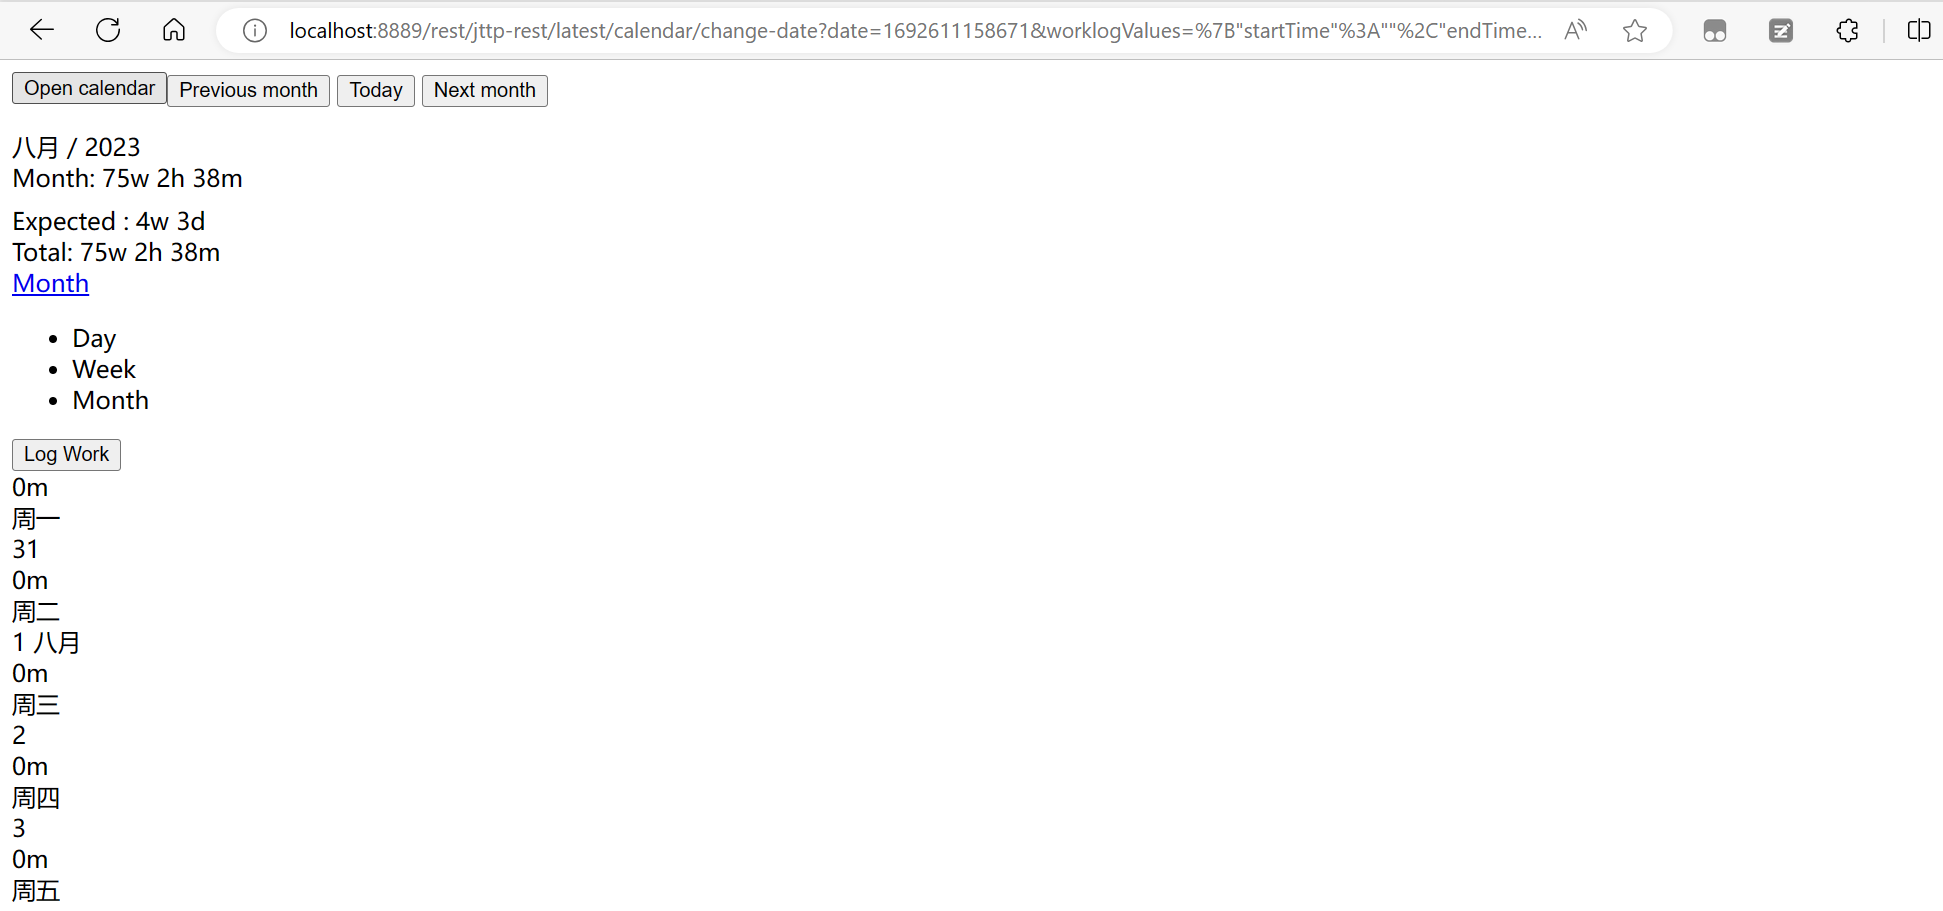 localhost:8889/rest/jttp-rest/latest/calendar/change-date?date=1692611158671&worklogValues=%7B"startTime"%3A""%2C"endTime...
Open calendar Previous month Today Next month
八月 / 2023
Month: 75w 2h 38m
Expected : 4w 3d
Total: 75w 2h 38m
Month
Day
Week
Month
Log Work
0m
周一
31
0m
周二
1 八月
0m
周三
2
0m
周四
3
0m
周五